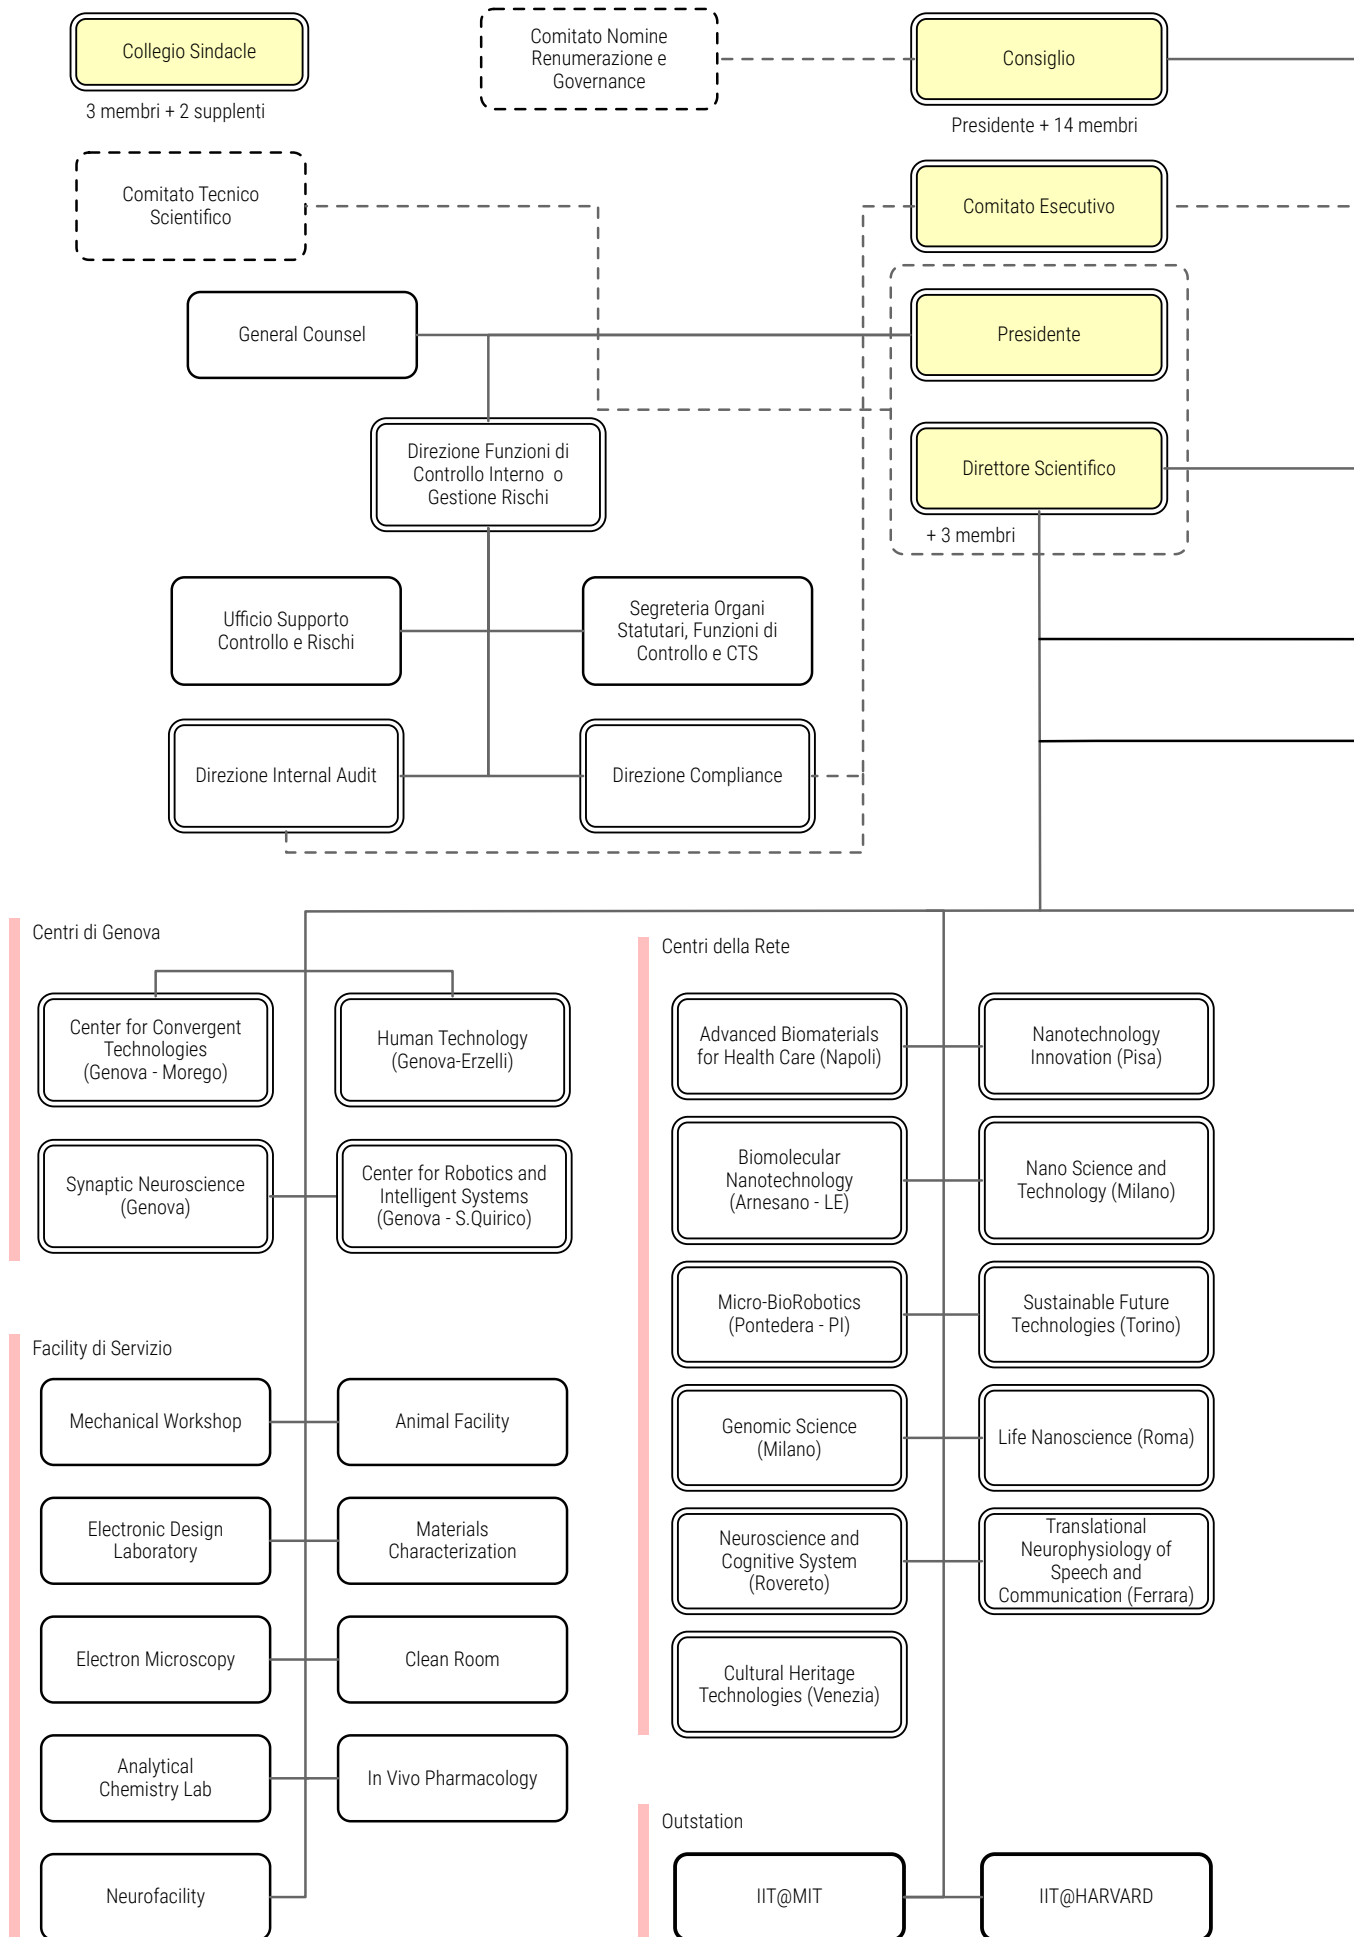 Collegio Sindacle
3 membri + 2 supplenti
Comitato Nomine
Renumerazione e
Governance
Consiglio
Presidente + 14 membri
Comitato Tecnico
Scientifico
Comitato Esecutivo
General Counsel
Presidente
Direzione Funzioni di
Controllo Interno o
Gestione Rischi
Direttore Scientifico
+ 3 membri
Ufficio Supporto
Controllo e Rischi
Segreteria Organi
Statutari, Funzioni di
Controllo e CTS
Direzione Internal Audit
Direzione Compliance
Centri di Genova
Center for Convergent
Technologies
(Genova - Morego)
Human Technology
(Genova-Erzelli)
Synaptic Neuroscience
(Genova)
Center for Robotics and
Intelligent Systems
(Genova - S.Quirico)
Facility di Servizio
Mechanical Workshop
Animal Facility
Electronic Design
Laboratory
Materials
Characterization
Electron Microscopy
Clean Room
Analytical
Chemistry Lab
In Vivo Pharmacology
Neurofacility
Centri della Rete
Advanced Biomaterials
for Health Care (Napoli)
Nanotechnology
Innovation (Pisa)
Biomolecular
Nanotechnology
(Arnesano - LE)
Nano Science and
Technology (Milano)
Micro-BioRobotics
(Pontedera - PI)
Sustainable Future
Technologies (Torino)
Genomic Science
(Milano)
Life Nanoscience (Roma)
Neuroscience and
Cognitive System
(Rovereto)
Translational
Neurophysiology of
Speech and
Communication (Ferrara)
Cultural Heritage
Technologies (Venezia)
Outstation
IIT@MIT
IIT@HARVARD